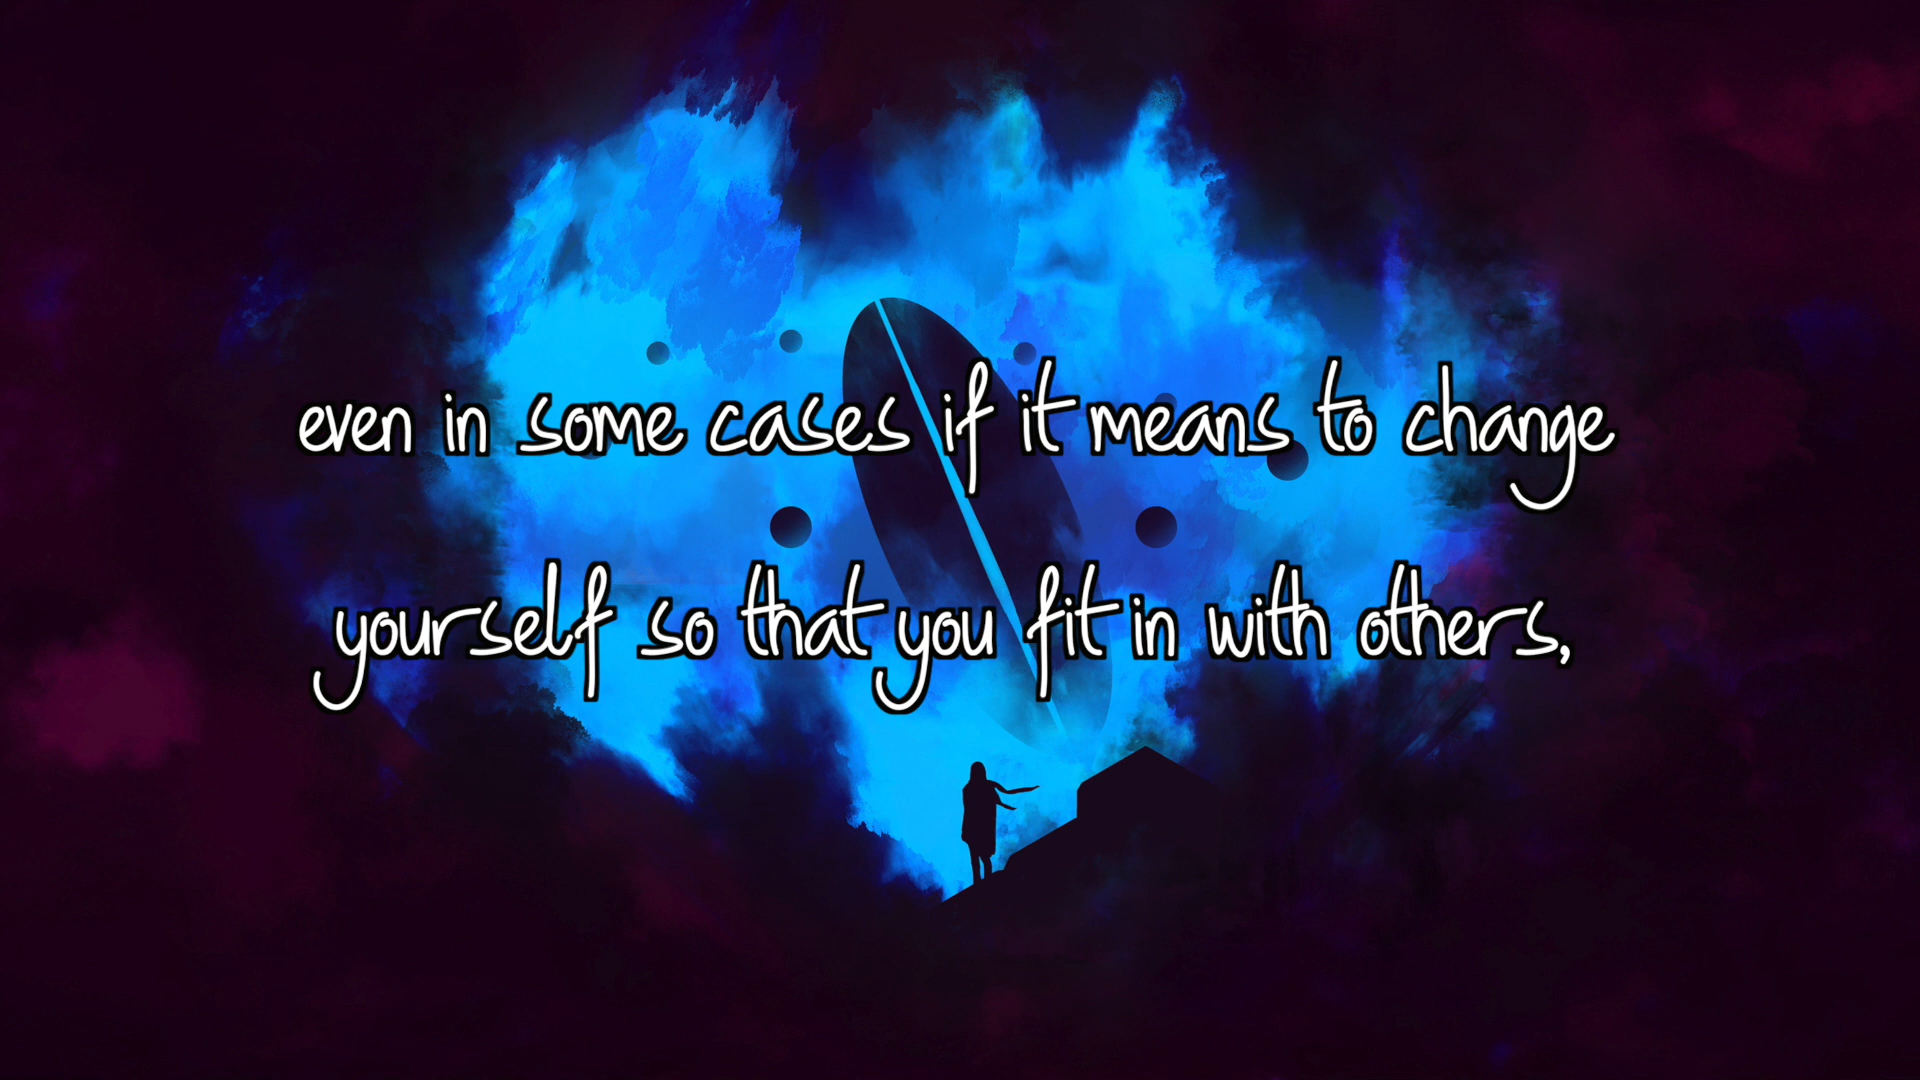 even in some cases if it means to change
yourself so that you fit in with others,